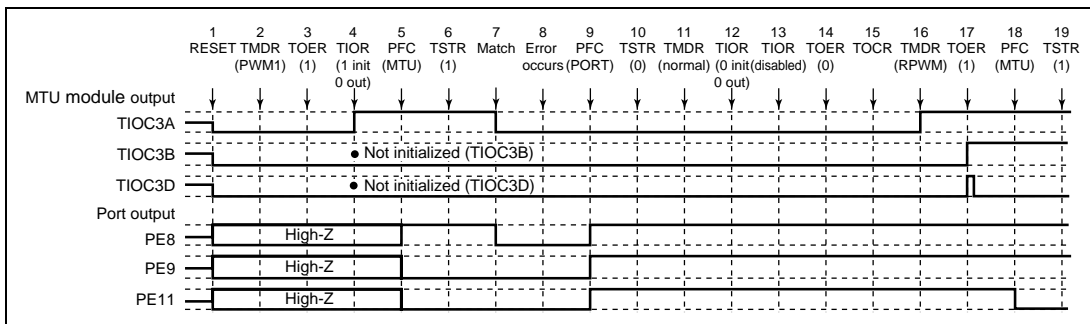 1 2 3 4 5 6 7 8 9 10 11 12 13 14 15 16 17 18 19
RESET TMDR TOER TIOR PFC TSTR Match Error PFC TSTR TMDR TIOR TIOR TOER TOCR TMDR TOER PFC TSTR
(PWM1) (1) (1 init (MTU) (1) occurs (PORT) (0) (normal) (0 init (disabled) (0) (RPWM) (1) (MTU) (1)
0 out) 0 out)
MTU module output
TIOC3A
TIOC3B • Not initialized (TIOC3B)
TIOC3D • Not initialized (TIOC3D)
Port output
PE8 High-Z
PE9 High-Z
PE11 High-Z